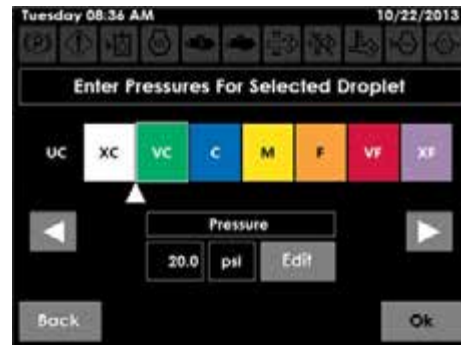 Tuesday 08:36 AM 10/22/2013
(P)
Enter Pressures For Selected Droplet
UC XC VC C M F VF XF
Pressure
20.0 psi Edit
Back Ok